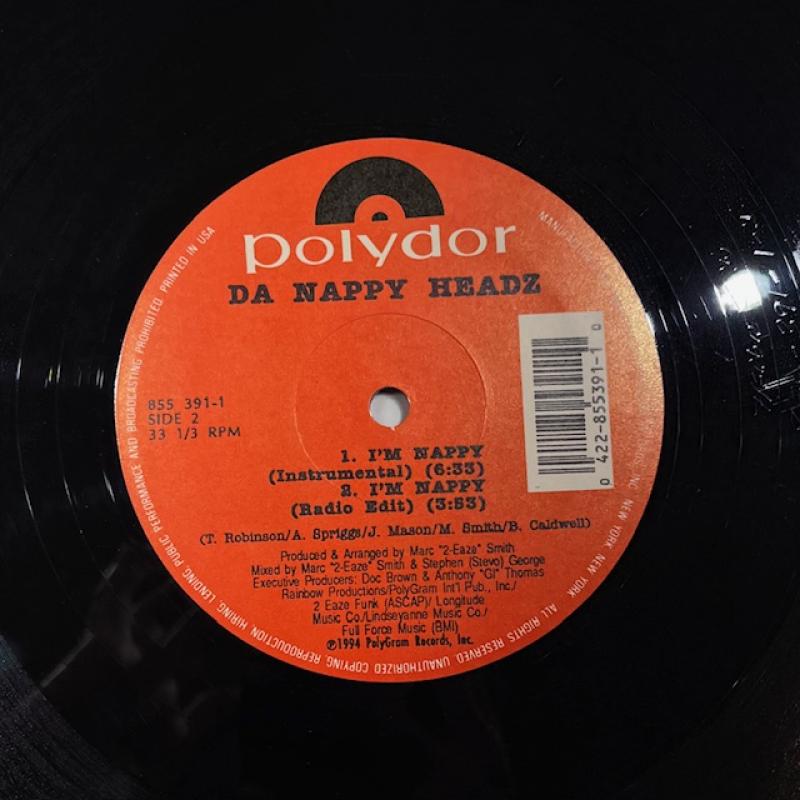 polydor
DA NAPPY HEADZ
855 391-1
SIDE 2
33 1/3 RPM
1. I'M NAPPY
(Instrumental) (6:33)
2. I'M NAPPY
(Radio Edit) (3:53)
(T. Robinson/A. Spriggs/J. Mason/M. Smith/B. Caldwell)
Produced & Arranged by Marc "2-Eaze" Smith
Mixed by Marc "2-Eaze" Smith & Stephen (Stevo) George
Executive Producers: Doc Brown & Anthony "GI" Thomas
Rainbow Productions/PolyGram Int'l Pub., Inc./
2 Eaze Funk (ASCAP)/ Longitude
Music Co./Lindseyanne Music Co./
Full Force Music (BMI)
℗1994 PolyGram Records, Inc.
0 422-855391-1 0
INC. NEW YORK, NEW YORK
ALL RIGHTS RESERVED. UNAUTHORIZED COPYING, REPRODUCTION, HIRING, LENDING, PUBLIC PERFORMANCE AND BROADCASTING PROHIBITED. PRINTED IN USA